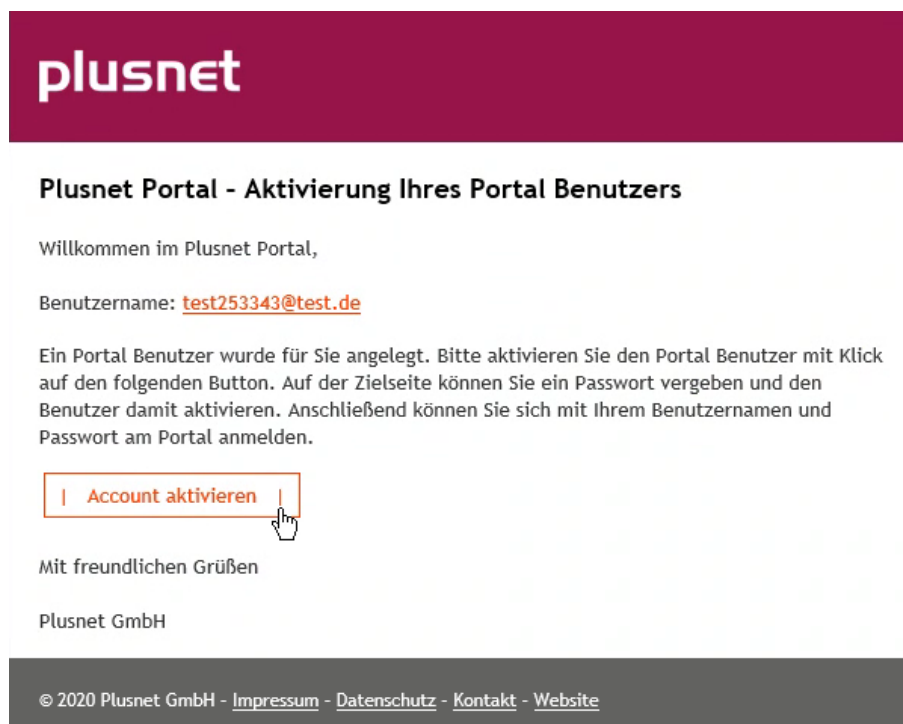 plusnet
Plusnet Portal – Aktivierung Ihres Portal Benutzers
Willkommen im Plusnet Portal,
Benutzername: test253343@test.de
Ein Portal Benutzer wurde für Sie angelegt. Bitte aktivieren Sie den Portal Benutzer mit Klick
auf den folgenden Button. Auf der Zielseite können Sie ein Passwort vergeben und den
Benutzer damit aktivieren. Anschließend können Sie sich mit Ihrem Benutzernamen und
Passwort am Portal anmelden.
| Account aktivieren |
Mit freundlichen Grüßen
Plusnet GmbH
© 2020 Plusnet GmbH – Impressum – Datenschutz – Kontakt – Website